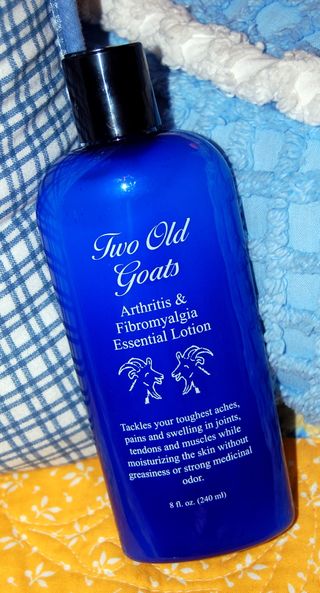 Two Old
Goats
Arthritis &
Fibromyalgia
Essential Lotion
Tackles your toughest aches,
pains and swelling in joints,
tendons and muscles while
moisturizing the skin without
greasiness or strong medicinal
odor.
8 fl. oz. (240 ml)